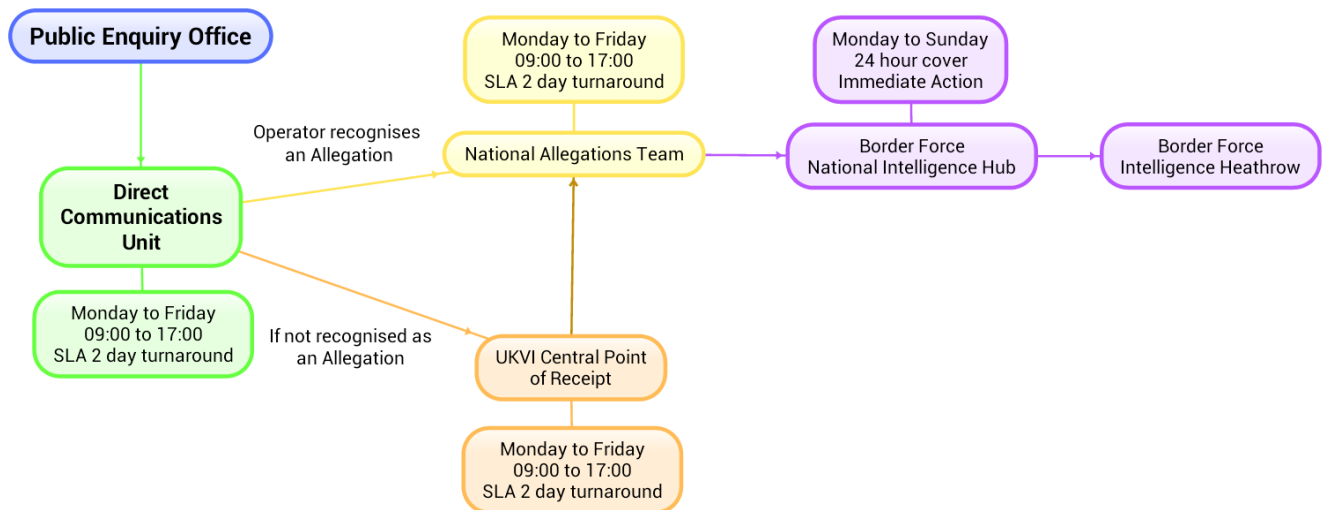 Public Enquiry Office
Monday to Friday
09:00 to 17:00
SLA 2 day turnaround
Monday to Sunday
24 hour cover
Immediate Action
Operator recognises
an Allegation
National Allegations Team
Border Force
National Intelligence Hub
Border Force
Intelligence Heathrow
Direct
Communications
Unit
Monday to Friday
09:00 to 17:00
SLA 2 day turnaround
If not recognised as
an Allegation
UKVI Central Point
of Receipt
Monday to Friday
09:00 to 17:00
SLA 2 day turnaround